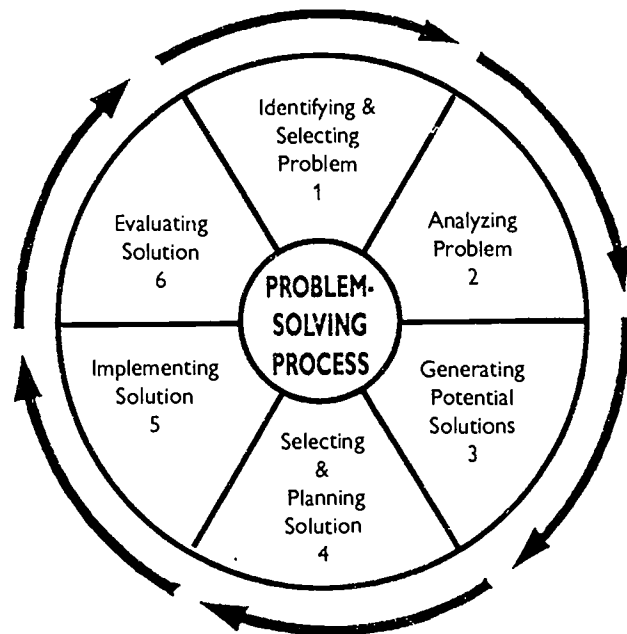 Identifying &
Selecting
Problem
1
Analyzing
Problem
2
Generating
Potential
Solutions
3
Selecting
&
Planning
Solution
4
Implementing
Solution
5
Evaluating
Solution
6
PROBLEM-
SOLVING
PROCESS